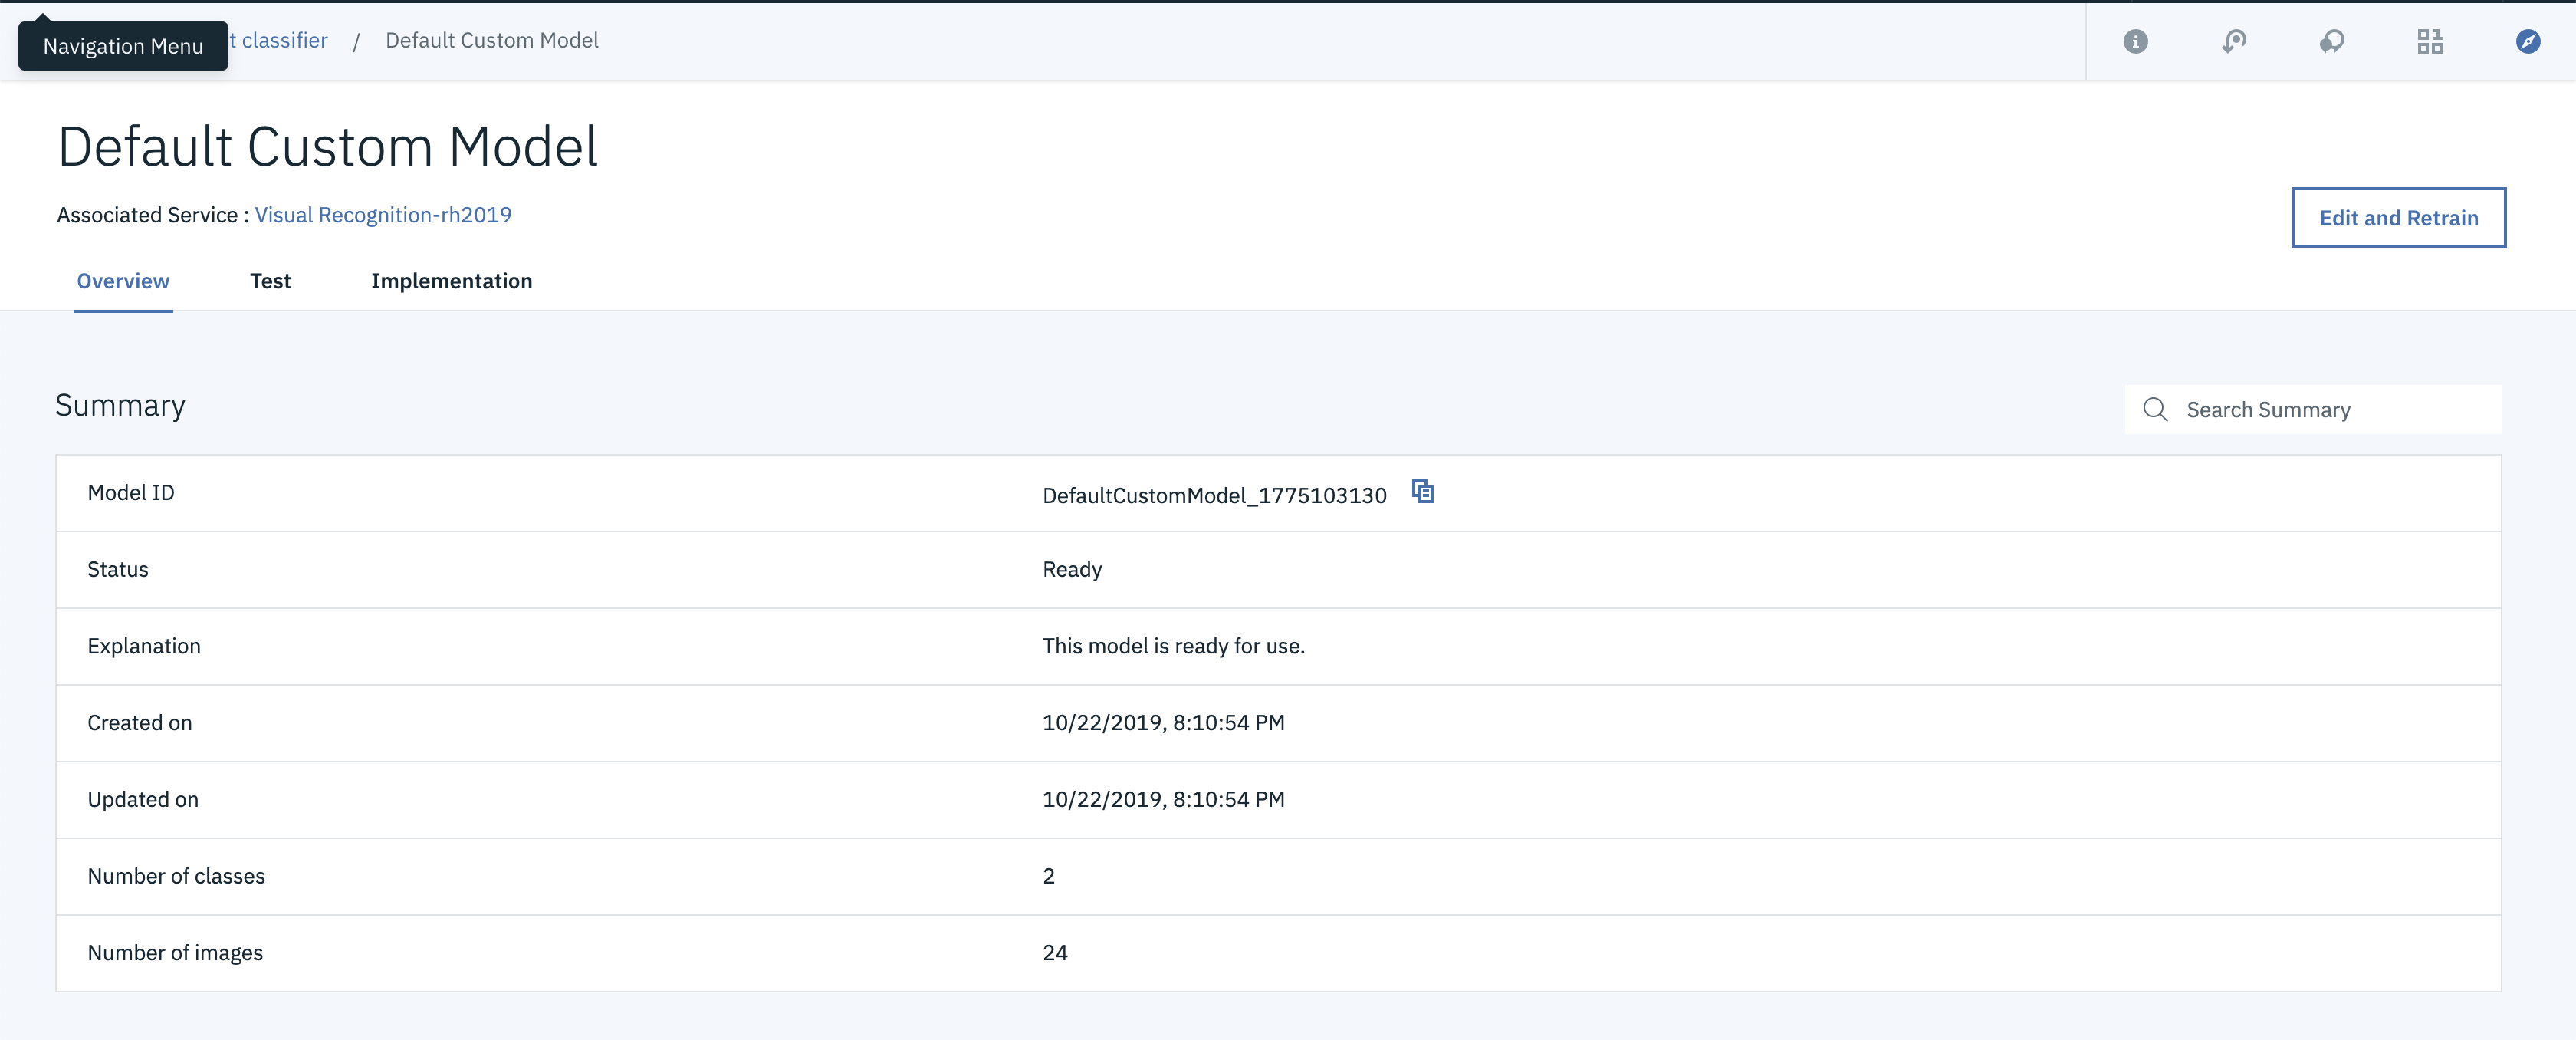 Navigation Menu
t classifier / Default Custom Model
Default Custom Model
Associated Service : Visual Recognition-rh2019
Edit and Retrain
Overview Test Implementation
Summary
Search Summary
Model ID DefaultCustomModel_1775103130
Status Ready
Explanation This model is ready for use.
Created on 10/22/2019, 8:10:54 PM
Updated on 10/22/2019, 8:10:54 PM
Number of classes 2
Number of images 24